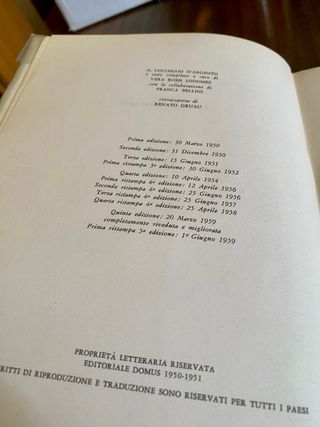 IL CUCCHIAIO D'ARGENTO
è stato compilato a cura di
VERA ROSSI LODOMEZ
con la collaborazione di
FRANCA BELLINI
sovracoperta di
RENATO GRUAU
Prima edizione: 30 Marzo 1950
Seconda edizione: 31 Dicembre 1950
Terza edizione: 15 Giugno 1951
Prima ristampa 3ª edizione: 30 Giugno 1952
Quarta edizione: 10 Aprile 1954
Prima ristampa 4ª edizione: 12 Aprile 1956
Seconda ristampa 4ª edizione: 25 Giugno 1956
Terza ristampa 4ª edizione: 25 Giugno 1957
Quarta ristampa 4ª edizione: 25 Aprile 1958
Quinta edizione: 20 Marzo 1959
completamente riveduta e migliorata
Prima ristampa 5ª edizione: 1º Giugno 1959
PROPRIETÀ LETTERARIA RISERVATA
EDITORIALE DOMUS 1950-1951
RITTI DI RIPRODUZIONE E TRADUZIONE SONO RISERVATI PER TUTTI I PAESI